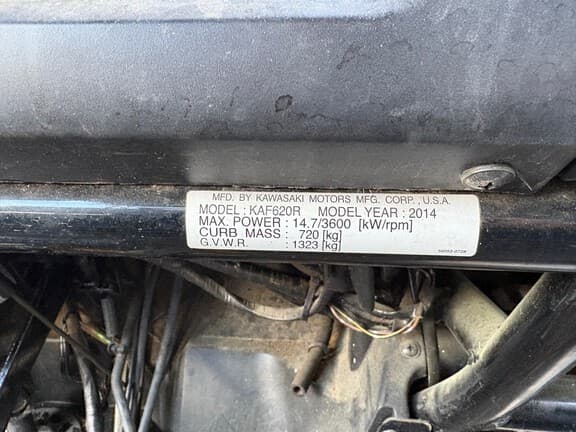 MFD. BY KAWASAKI MOTORS MFG. CORP., U.S.A.
MODEL : KAF620R MODEL YEAR : 2014
MAX. POWER : 14.7/3600 [kW/rpm]
CURB MASS : 720 [kg]
G.V.W.R. : 1323 [kg]